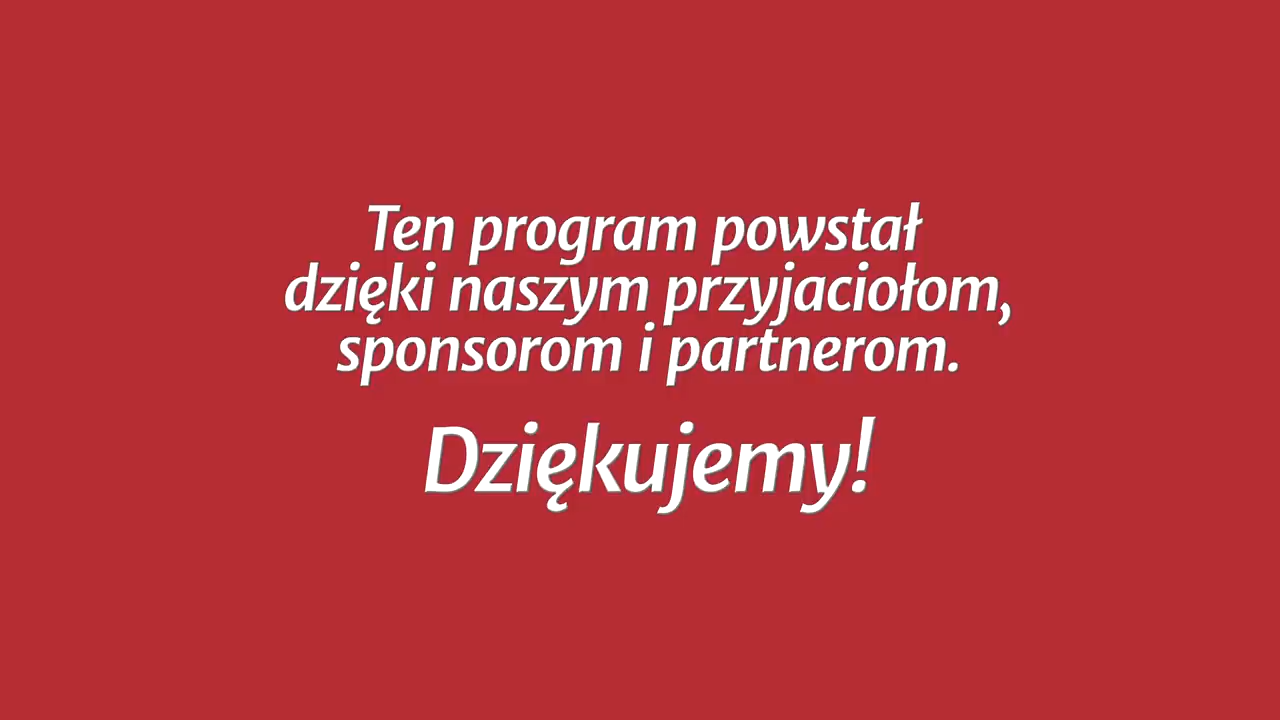 Ten program powstał
dzięki naszym przyjaciołom,
sponsorom i partnerom.
Dziękujemy!